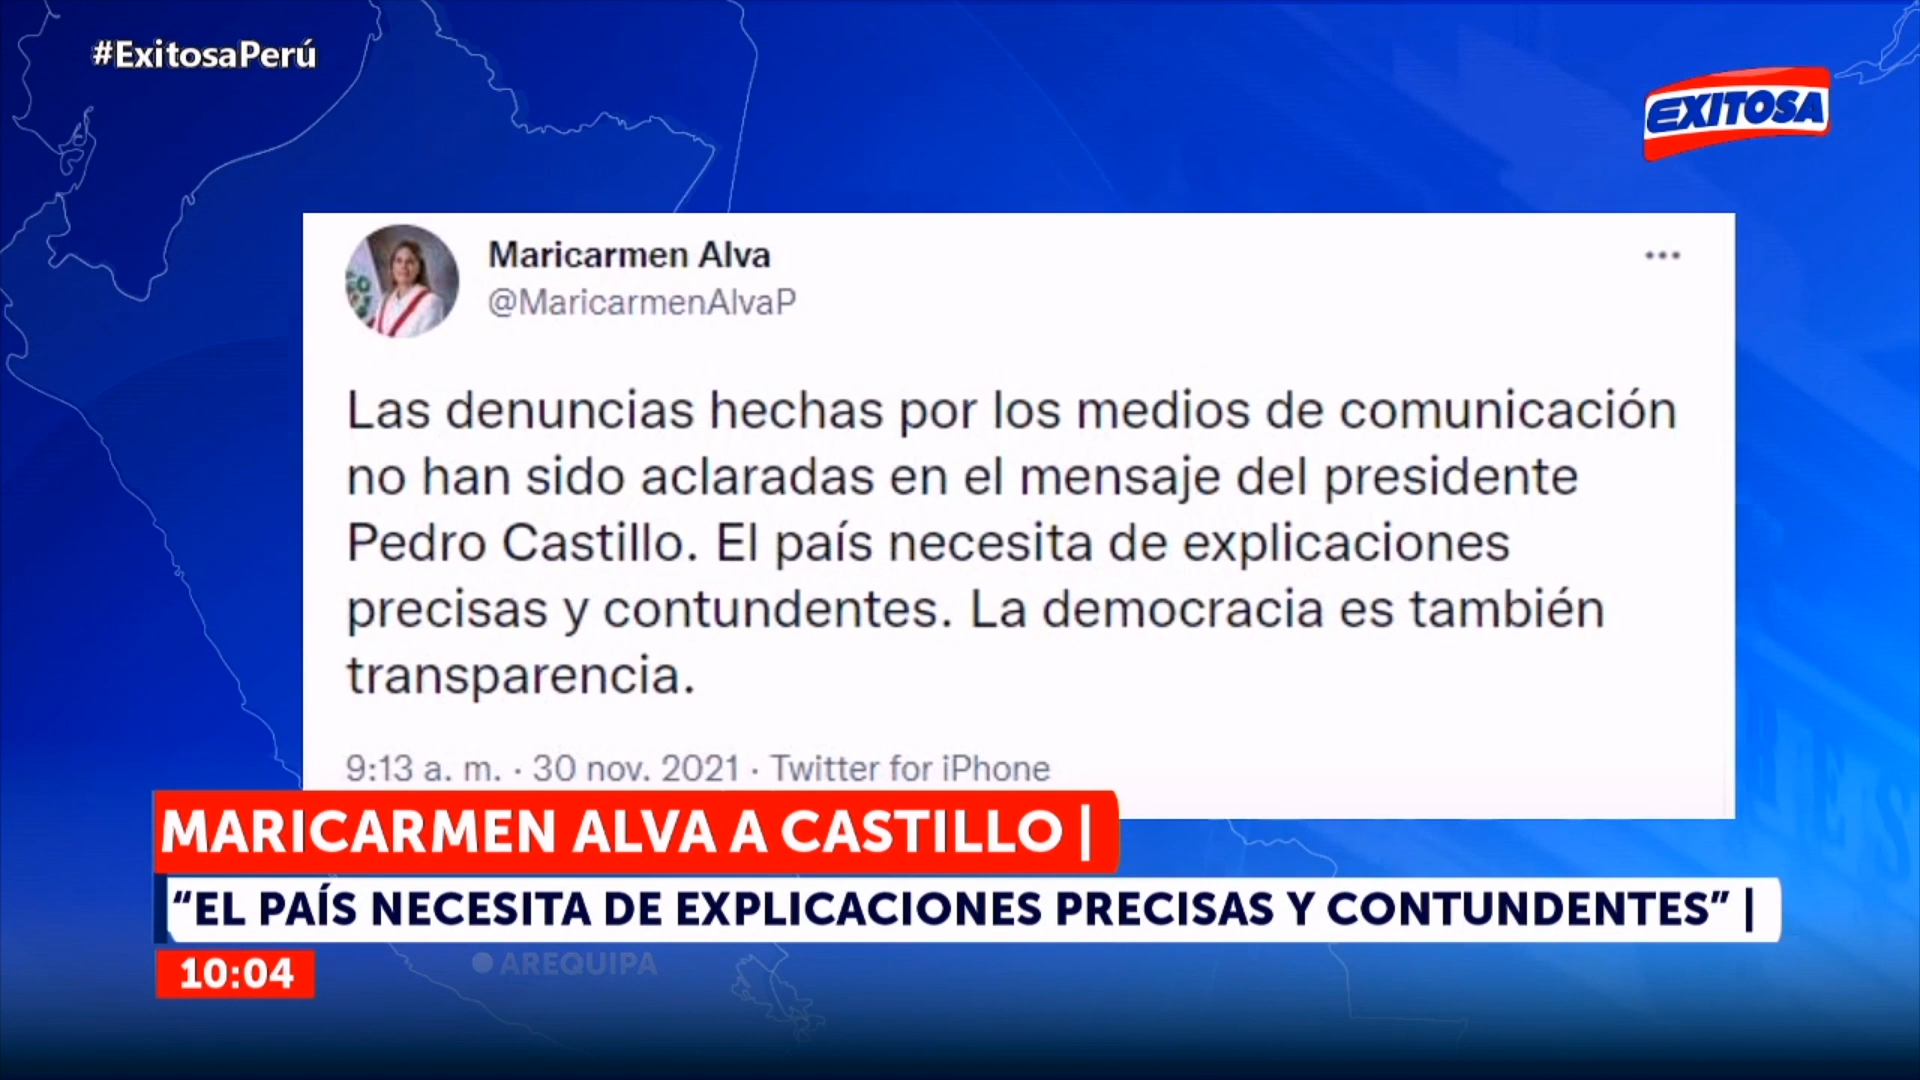 #ExitosaPerú
EXITOSA
Maricarmen Alva
@MaricarmenAlvaP
Las denuncias hechas por los medios de comunicación
no han sido aclaradas en el mensaje del presidente
Pedro Castillo. El país necesita de explicaciones
precisas y contundentes. La democracia es también
transparencia.
9:13 a. m. · 30 nov. 2021 · Twitter for iPhone
MARICARMEN ALVA A CASTILLO |
“EL PAÍS NECESITA DE EXPLICACIONES PRECISAS Y CONTUNDENTES” |
10:04
AREQUIPA